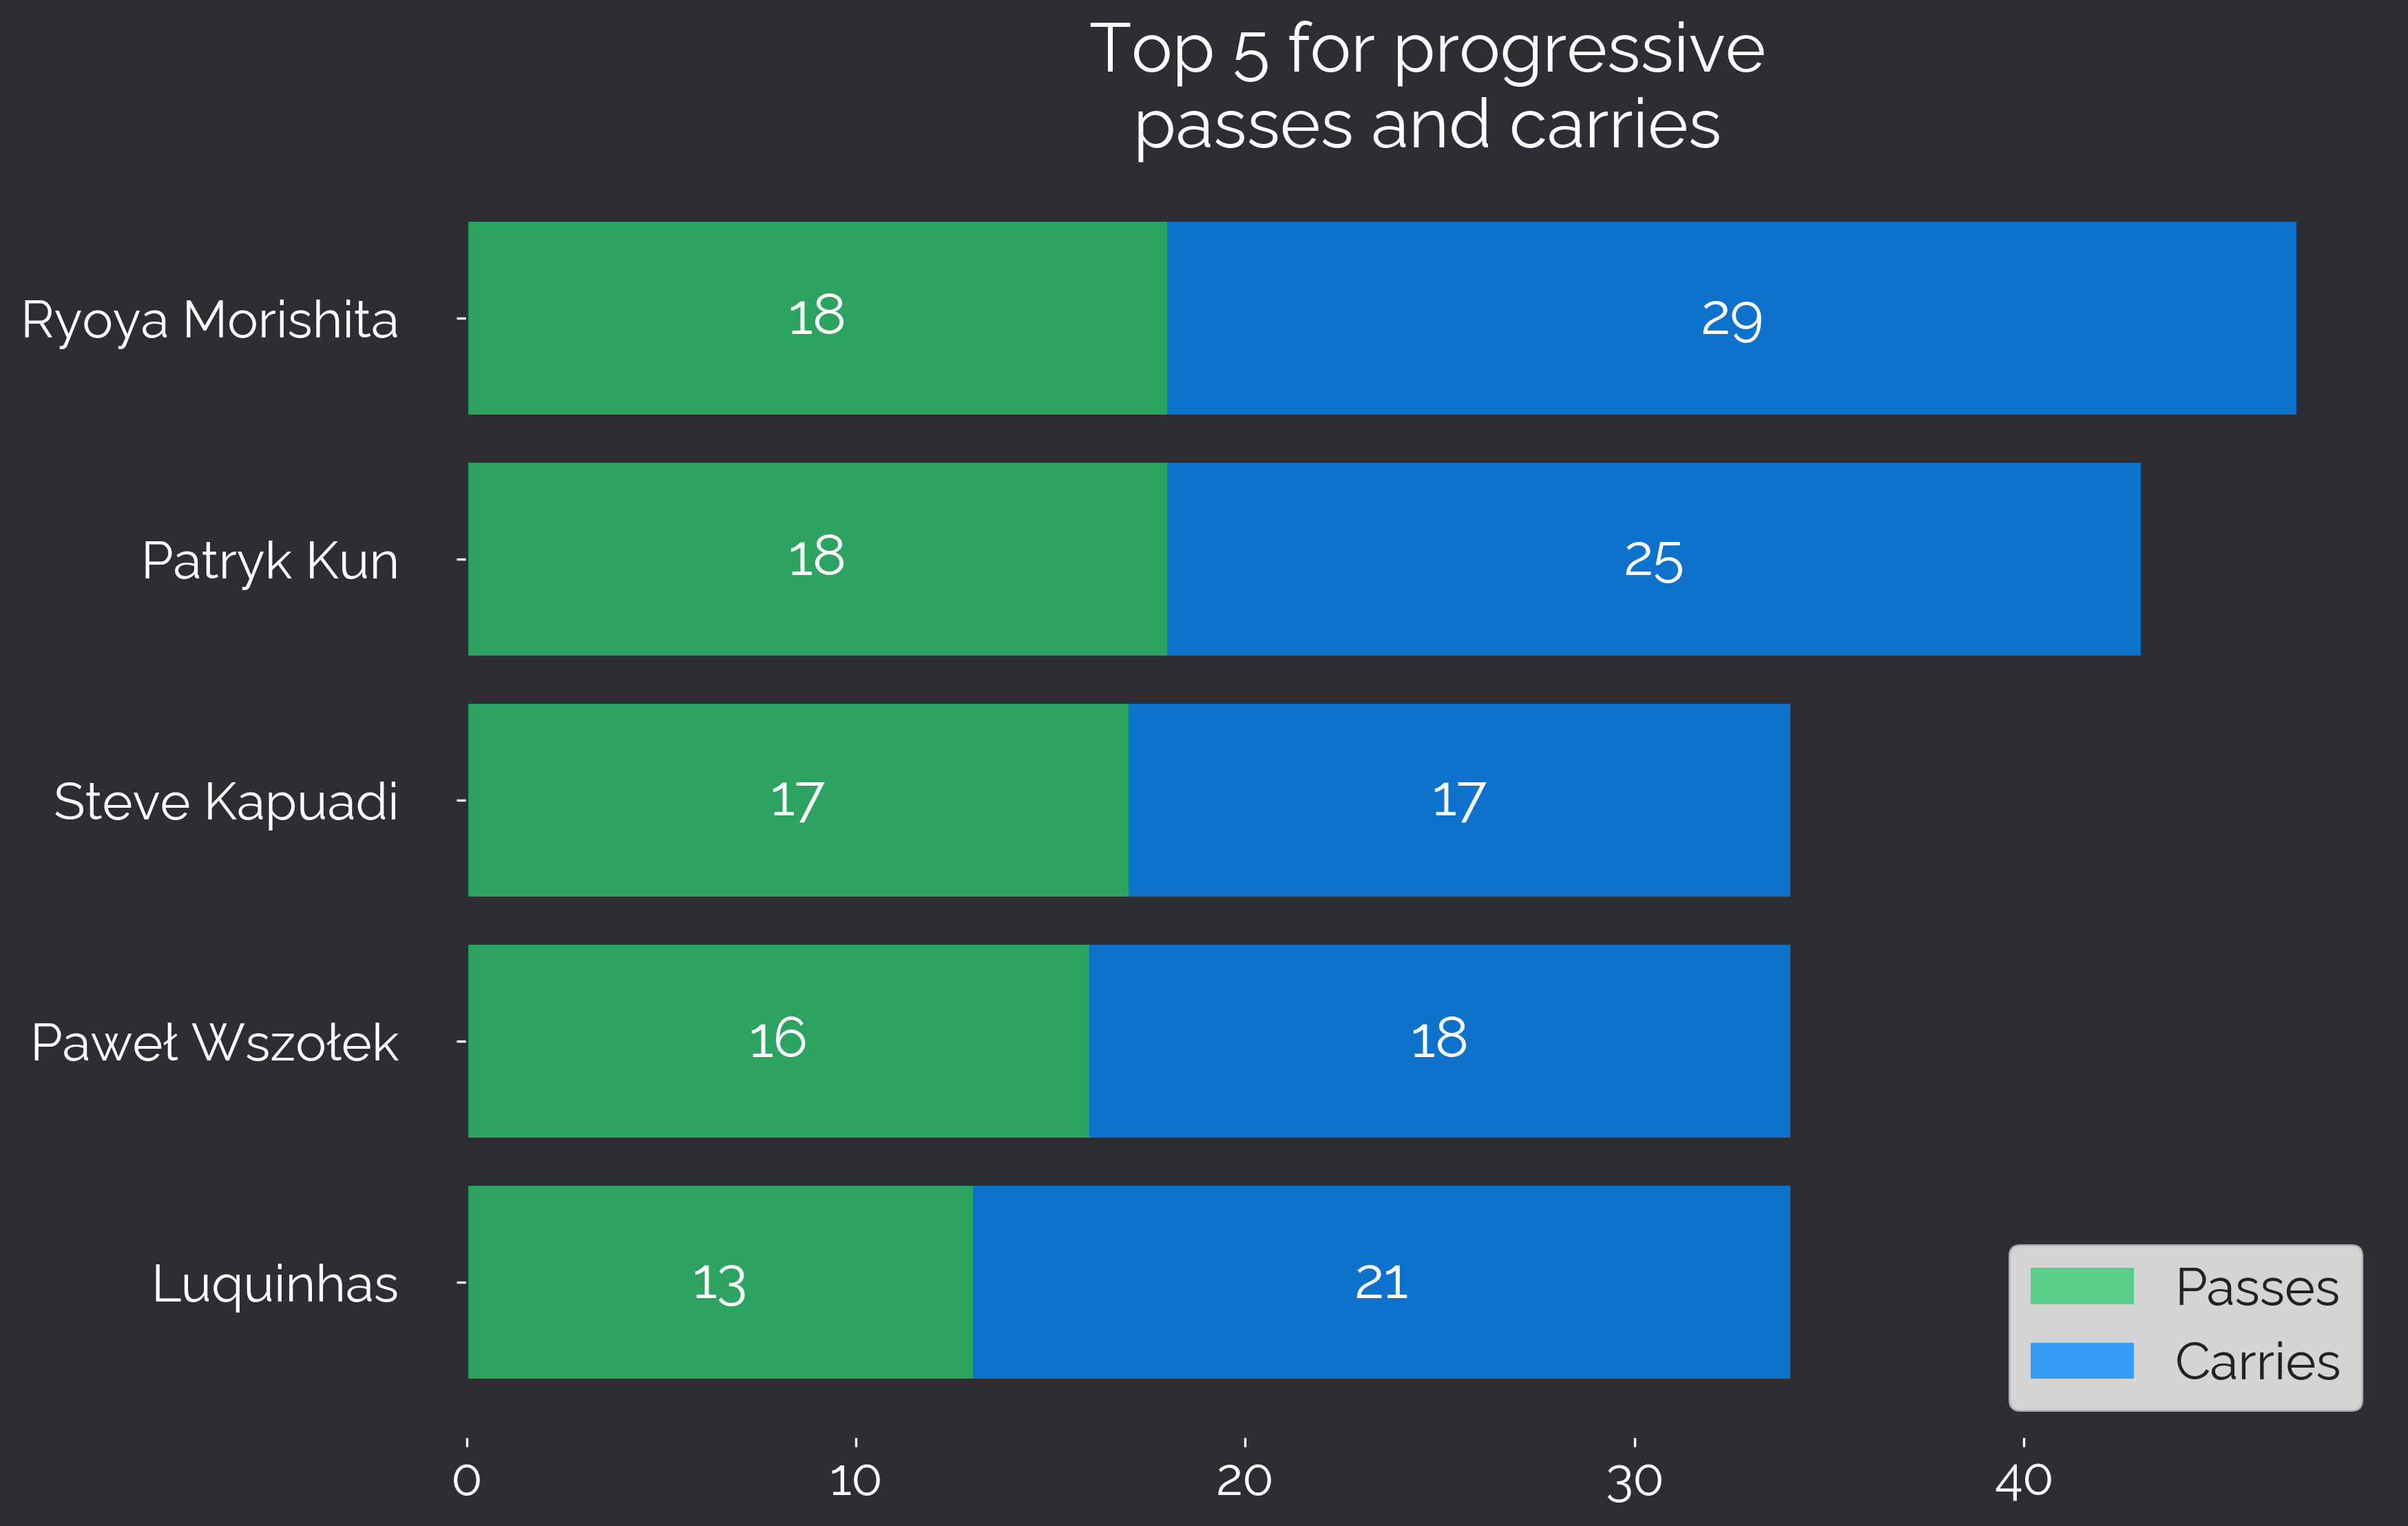 Top 5 for progressive
passes and carries
Ryoya Morishita
18
29
Patryk Kun
18
25
Steve Kapuadi
17
17
Paweł Wszołek
16
18
Luquinhas
13
21
Passes
Carries
0
10
20
30
40